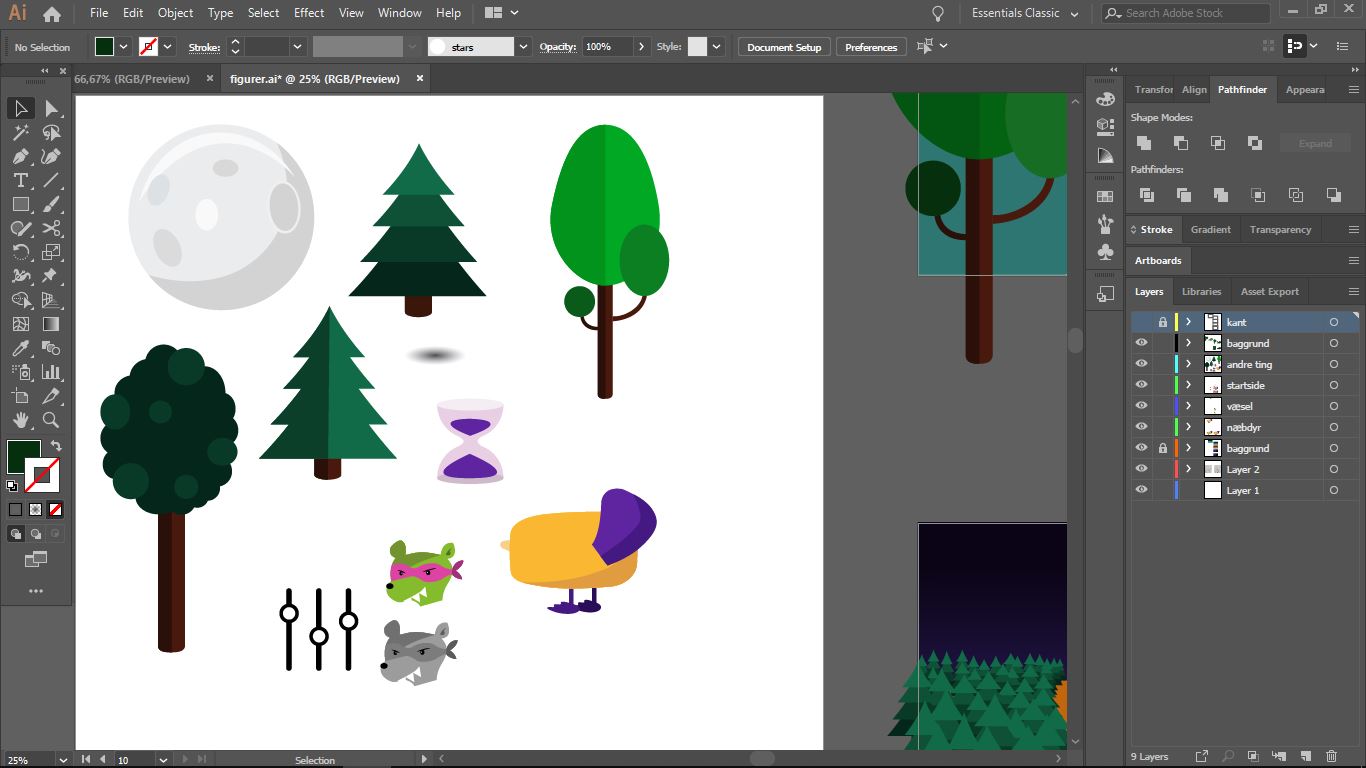 Ai File Edit Object Type Select Effect View Window Help Essentials Classic Search Adobe Stock
No Selection Stroke: stars Opacity: 100% Style: Document Setup Preferences
66,67% (RGB/Preview) figurer.ai* @ 25% (RGB/Preview)
Transfor Align Pathfinder Appeara
Shape Modes:
Expand
Pathfinders:
Stroke Gradient Transparency
Artboards
Layers Libraries Asset Export
kant
baggrund
andre ting
startside
væsel
næbdyr
baggrund
Layer 2
Layer 1
9 Layers
25% 10 Selection